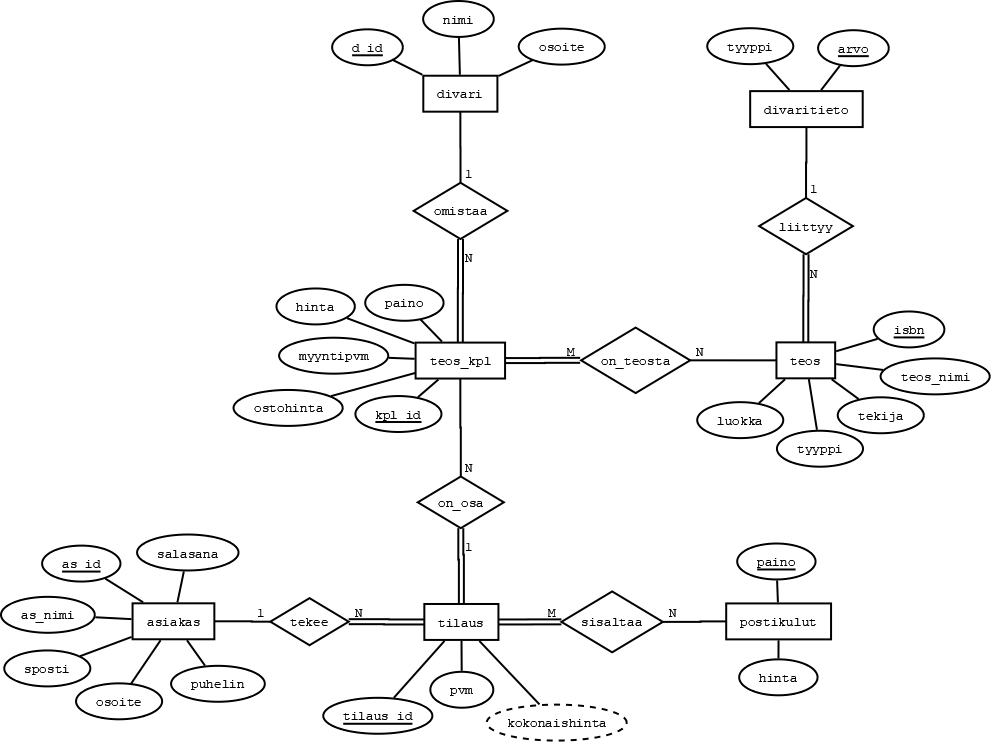 nimi
d_id
osoite
tyyppi
arvo
divari
divaritieto
1
1
omistaa
liittyy
N
N
hinta
paino
isbn
myyntipvm
teos_kpl
M
on_teosta
N
teos
teos_nimi
ostohinta
kpl_id
luokka
tekija
tyyppi
N
on_osa
1
as_id
salasana
paino
as_nimi
asiakas
1
tekee
N
tilaus
M
sisaltaa
N
postikulut
sposti
osoite
puhelin
pvm
hinta
tilaus_id
kokonaishinta